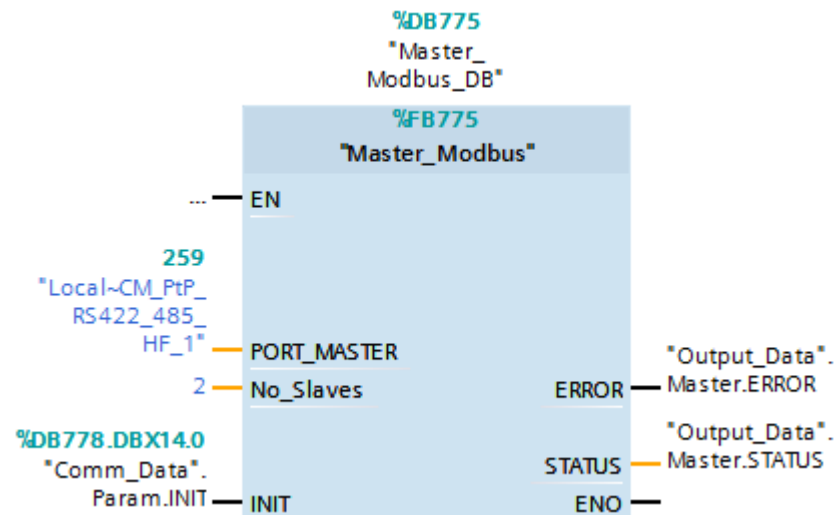 %DB775
"Master_
Modbus_DB"
%FB775
"Master_Modbus"
... EN
259
"Local~CM_PtP_
RS422_485_
HF_1" PORT_MASTER
2 No_Slaves
ERROR "Output_Data".
Master.ERROR
%DB778.DBX14.0
"Comm_Data".
Param.INIT INIT
STATUS "Output_Data".
Master.STATUS
ENO